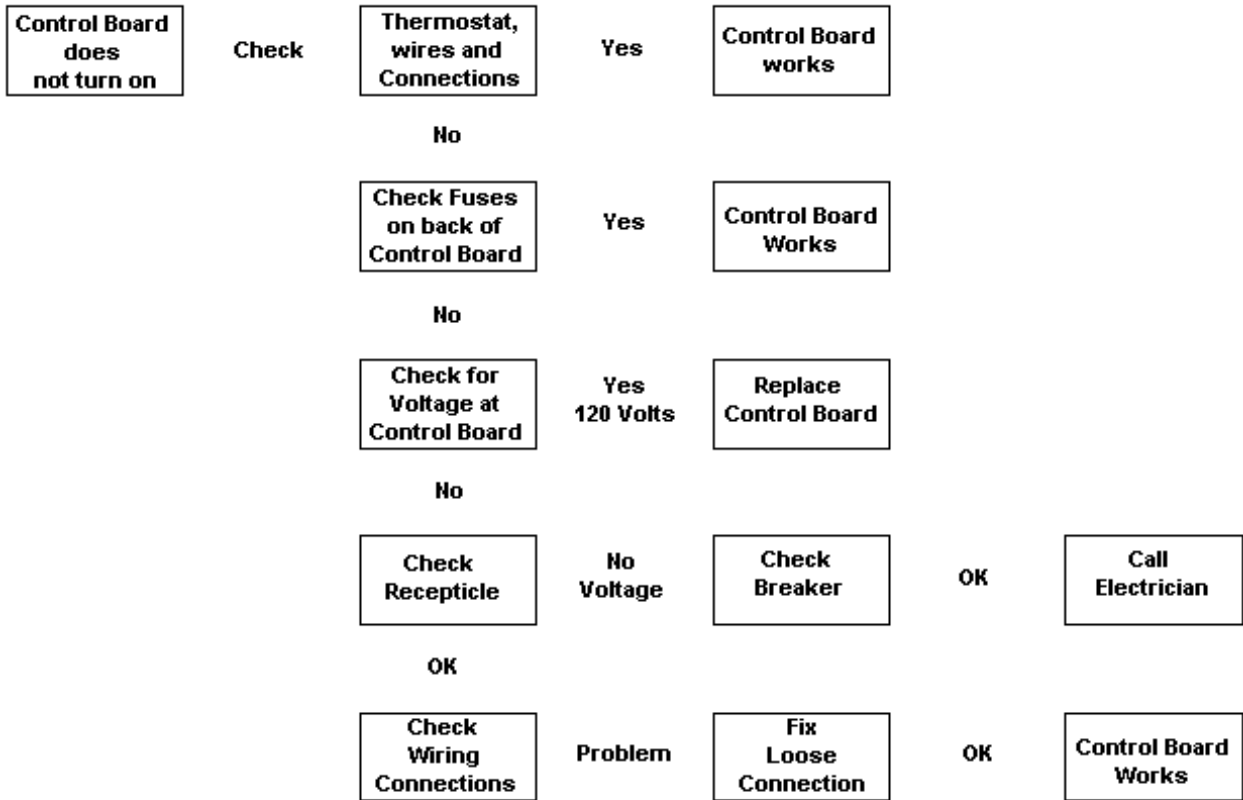 Control Board
does
not turn on
Check
Thermostat,
wires and
Connections
Yes
Control Board
works
No
Check Fuses
on back of
Control Board
Yes
Control Board
Works
No
Check for
Voltage at
Control Board
Yes
120 Volts
Replace
Control Board
No
Check
Recepticle
No
Voltage
Check
Breaker
OK
Call
Electrician
OK
Check
Wiring
Connections
Problem
Fix
Loose
Connection
OK
Control Board
Works